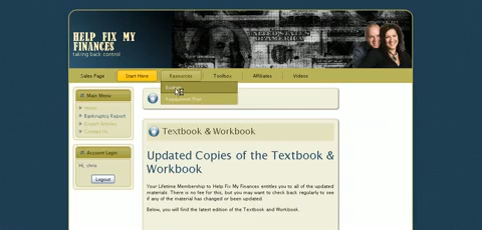 HELP FIX MY
FINANCES
taking back control
Sales Page
Start Here
Resources
Toolbox
Affiliates
Videos
Main Menu
Home
Bankruptcy Report
Contact Us
Account Login
Hi, chris
Logout
Textbook & Workbook
Updated Copies of the Textbook &
Workbook
Your Lifetime Membership to Help Fix My Finances entitles you to all of the updated
materials. There is no fee for this, but you may want to check back regularly to see
if any of the material has changed or been updated.
Below, you will find the latest edition of the Textbook and Workbook.